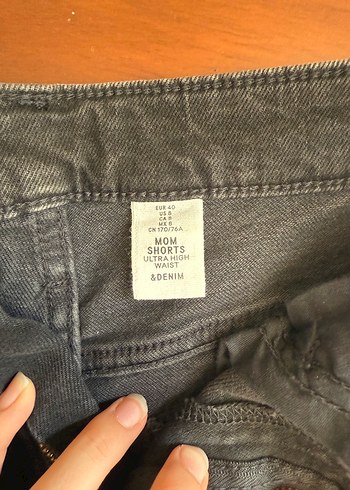 EUR 40
US 8
CA 8
MX 8
CN 170/76A
MOM
SHORTS
ULTRA HIGH
WAIST
&DENIM